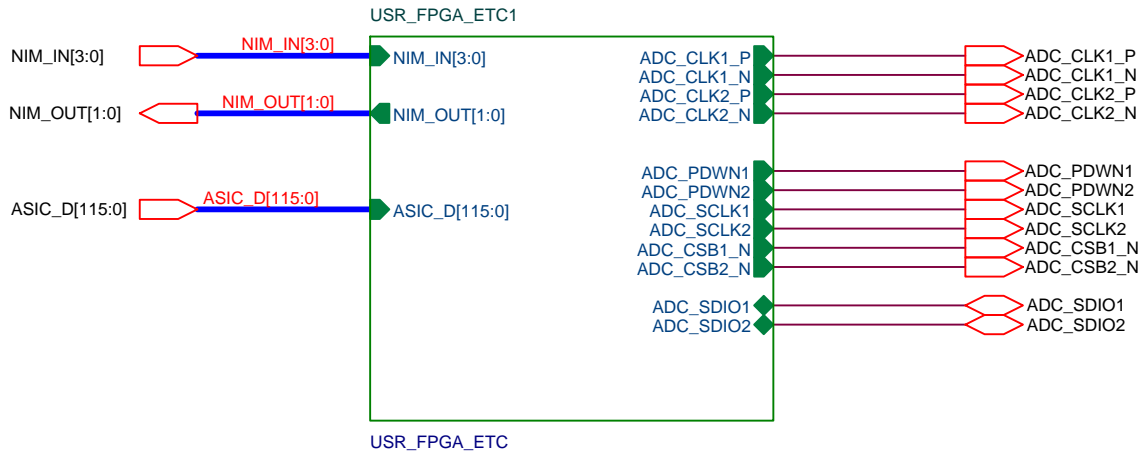 USR_FPGA_ETC1
NIM_IN[3:0] NIM_IN[3:0] NIM_IN[3:0] ADC_CLK1_P ADC_CLK1_P
ADC_CLK1_N ADC_CLK1_N
ADC_CLK2_P ADC_CLK2_P
NIM_OUT[1:0] NIM_OUT[1:0] NIM_OUT[1:0] ADC_CLK2_N ADC_CLK2_N
ADC_PDWN1 ADC_PDWN1
ADC_PDWN2 ADC_PDWN2
ASIC_D[115:0] ASIC_D[115:0] ASIC_D[115:0] ADC_SCLK1 ADC_SCLK1
ADC_SCLK2 ADC_SCLK2
ADC_CSB1_N ADC_CSB1_N
ADC_CSB2_N ADC_CSB2_N
ADC_SDIO1 ADC_SDIO1
ADC_SDIO2 ADC_SDIO2
USR_FPGA_ETC